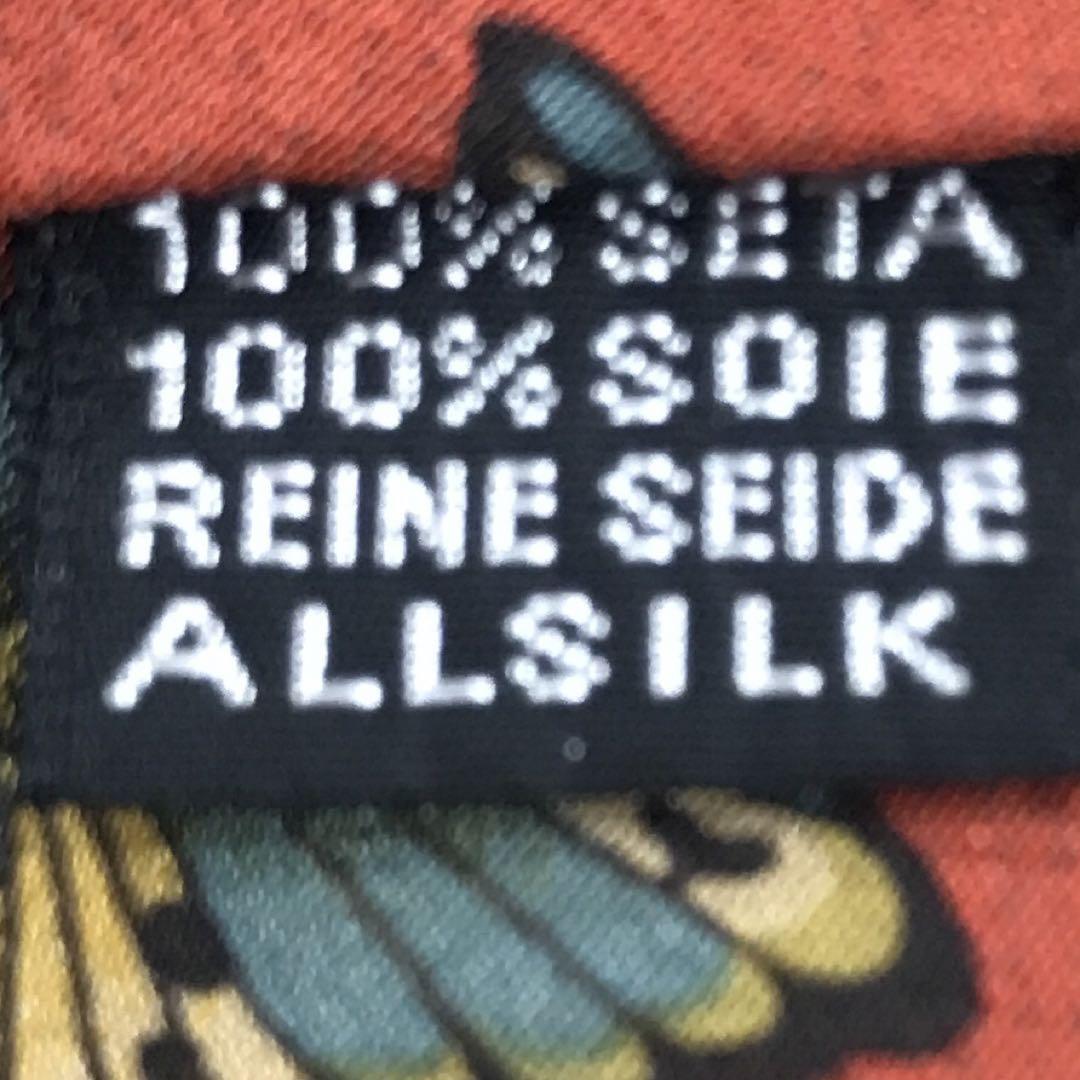 100% SETA
100% SOIE
REINE SEIDE
ALLSILK